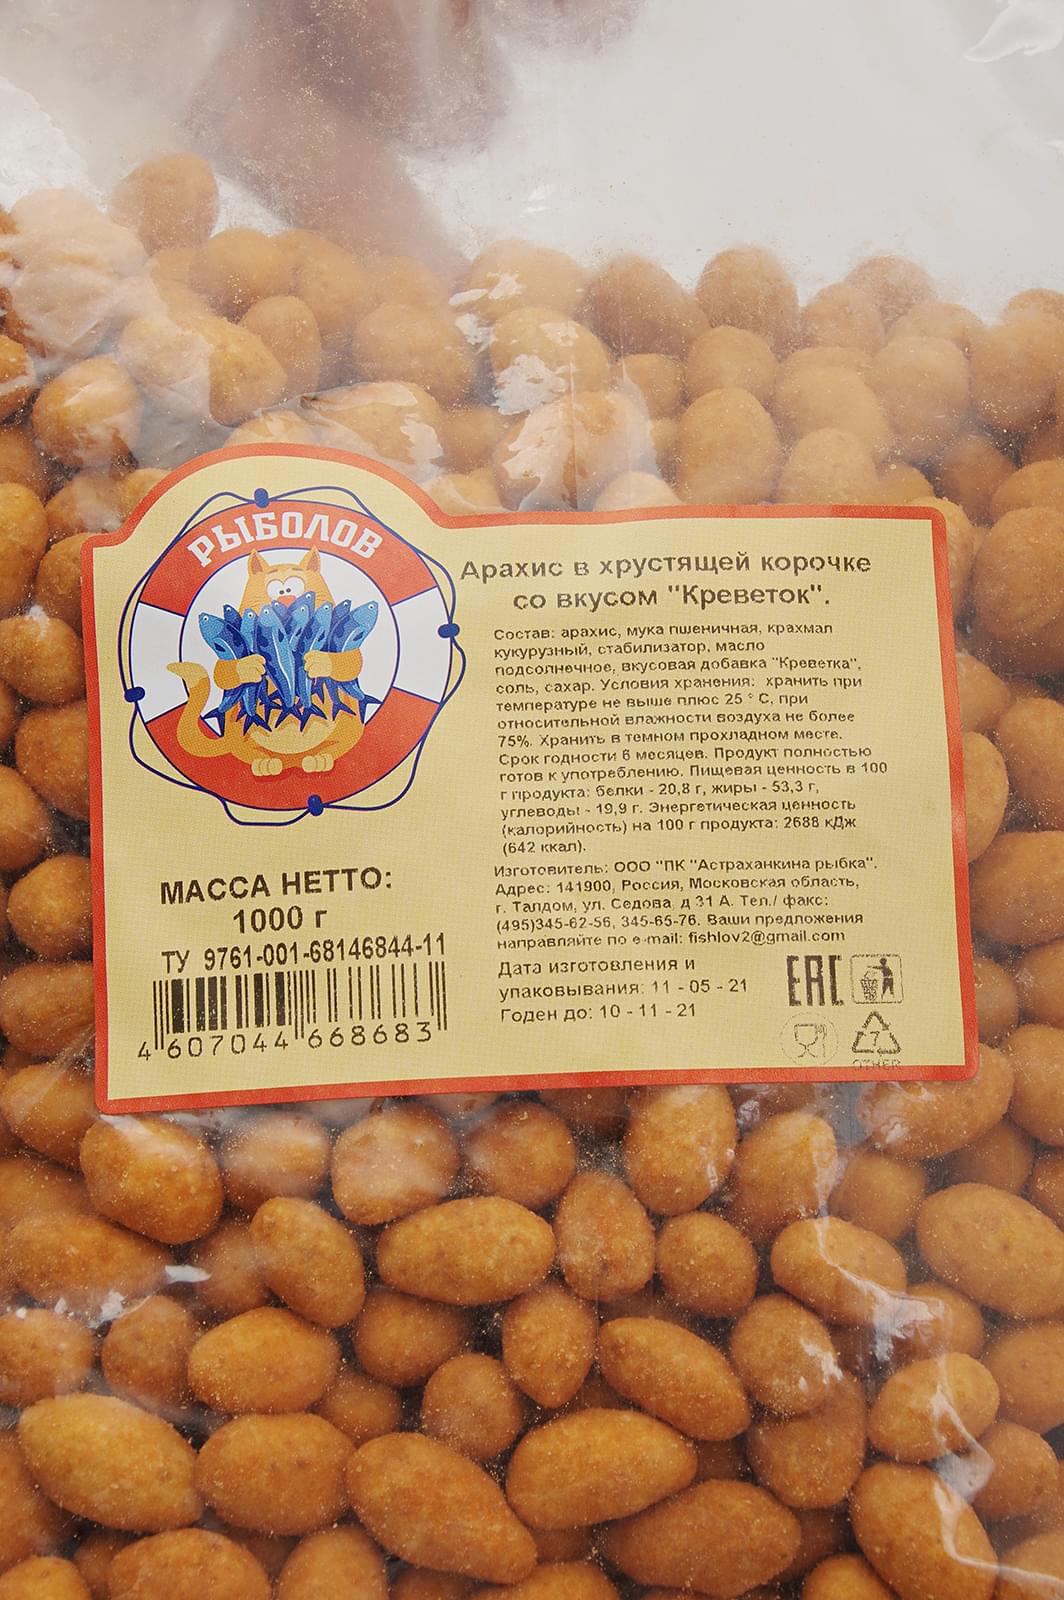 РЫБОЛОВ
Арахис в хрустящей корочке
со вкусом "Креветок".
Состав: арахис, мука пшеничная, крахмал
кукурузный, стабилизатор, масло
подсолнечное, вкусовая добавка "Креветка",
соль, сахар. Условия хранения: хранить при
температуре не выше плюс 25 ° С, при
относительной влажности воздуха не более
75%. Хранить в темном прохладном месте.
Срок годности 6 месяцев. Продукт полностью
готов к употреблению. Пищевая ценность в 100
г продукта: белки - 20,8 г, жиры - 53,3 г,
углеводы - 19,9 г. Энергетическая ценность
(калорийность) на 100 г продукта: 2688 кДж
(642 ккал).
Изготовитель: ООО "ПК "Астраханкина рыбка".
Адрес: 141900, Россия, Московская область,
г. Талдом, ул. Седова, д 31 А. Тел./ факс:
(495)345-62-56, 345-65-76. Ваши предложения
направляйте по e-mail: fishlov2@gmail.com
Дата изготовления и
упаковывания: 11 - 05 - 21
Годен до: 10 - 11 - 21
МАССА НЕТТО:
1000 г
ТУ 9761-001-68146844-11
4 607044 668683
EAC
7
OTHER